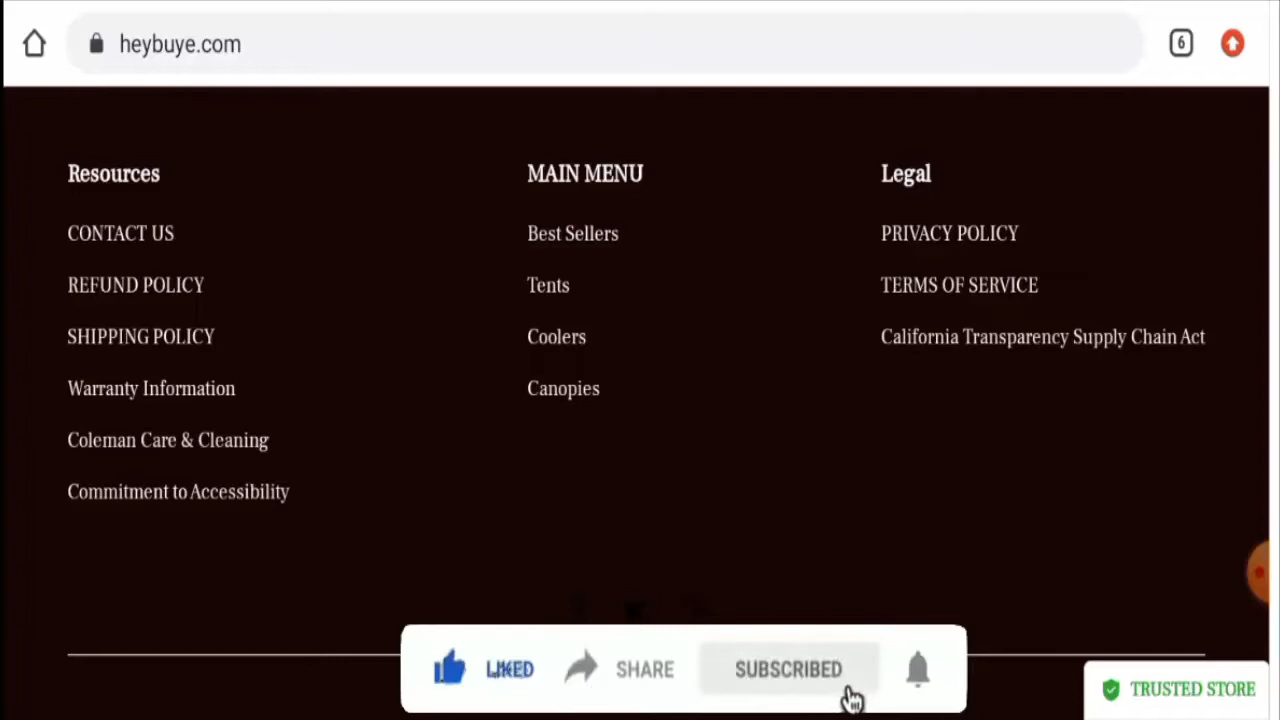 heybuye.com
6
Resources
CONTACT US
REFUND POLICY
SHIPPING POLICY
Warranty Information
Coleman Care & Cleaning
Commitment to Accessibility
MAIN MENU
Best Sellers
Tents
Coolers
Canopies
Legal
PRIVACY POLICY
TERMS OF SERVICE
California Transparency Supply Chain Act
LIKED
SHARE
SUBSCRIBED
TRUSTED STORE